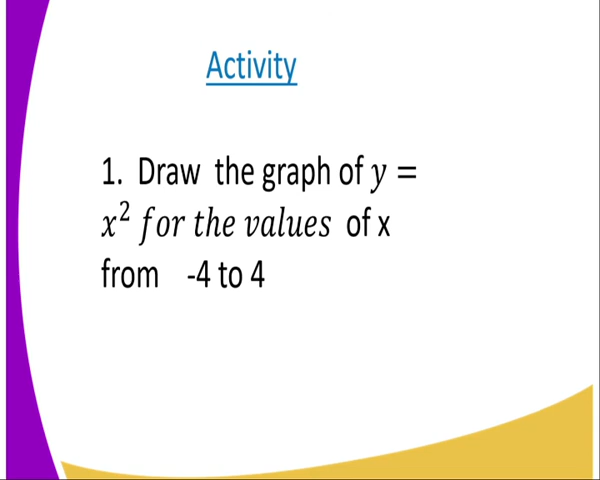 Activity
1. Draw the graph of y =
x² for the values of x
from -4 to 4